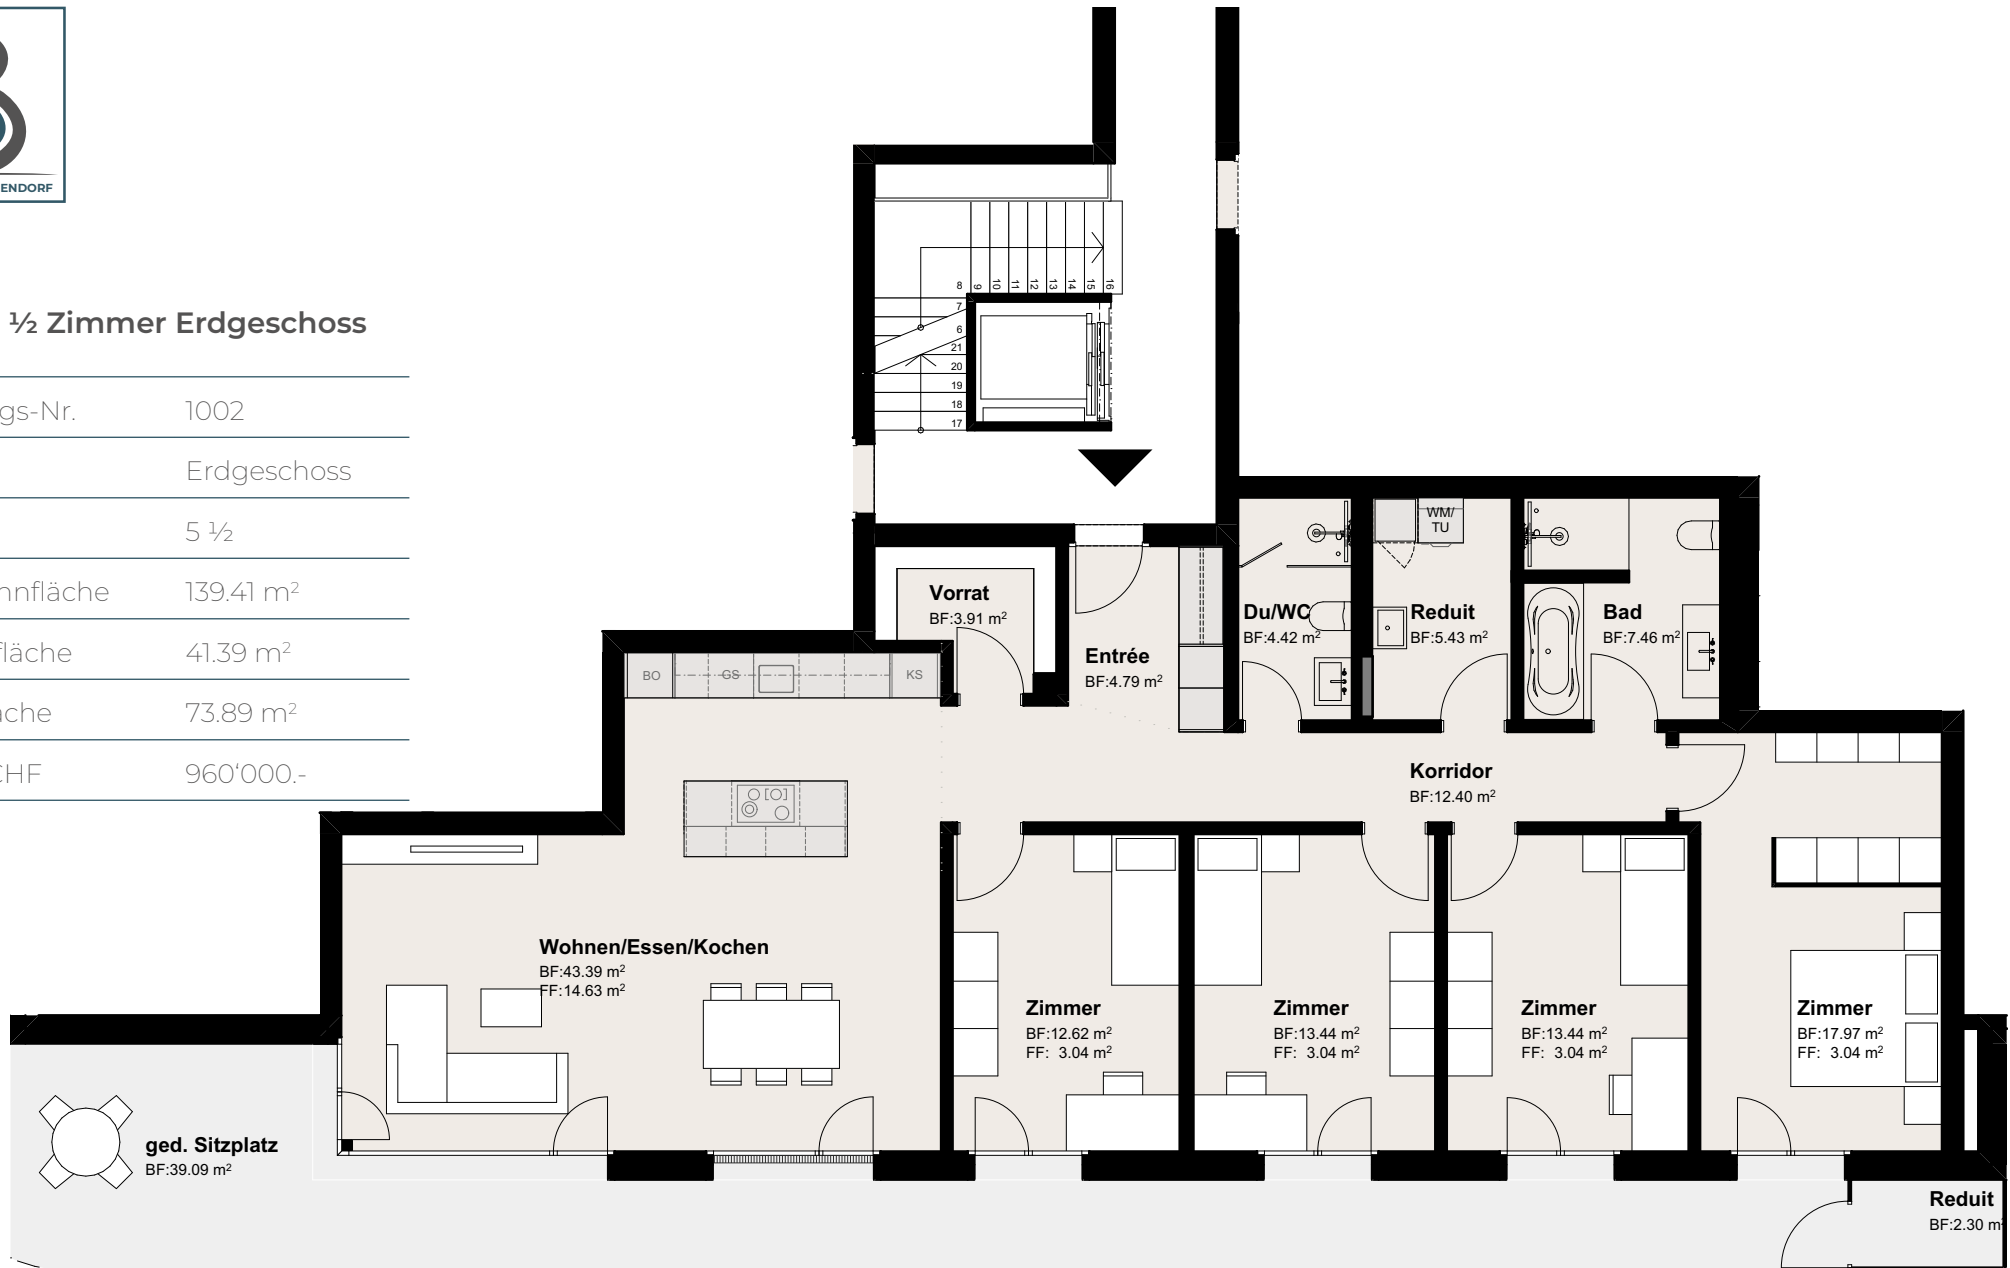 ENDORF
½ Zimmer Erdgeschoss
gs-Nr. 1002
Erdgeschoss
5 ½
nnfläche 139.41 m²
fläche 41.39 m²
äche 73.89 m²
CHF 960‘000.-
8
9
10
11
12
13
14
15
16
7
6
21
20
19
18
17
Vorrat
BF:3.91 m²
Entrée
BF:4.79 m²
Du/WC
BF:4.42 m²
WM/
TU
Reduit
BF:5.43 m²
Bad
BF:7.46 m²
BO
GS
KS
Korridor
BF:12.40 m²
Wohnen/Essen/Kochen
BF:43.39 m²
FF:14.63 m²
Zimmer
BF:12.62 m²
FF: 3.04 m²
Zimmer
BF:13.44 m²
FF: 3.04 m²
Zimmer
BF:13.44 m²
FF: 3.04 m²
Zimmer
BF:17.97 m²
FF: 3.04 m²
ged. Sitzplatz
BF:39.09 m²
Reduit
BF:2.30 m²